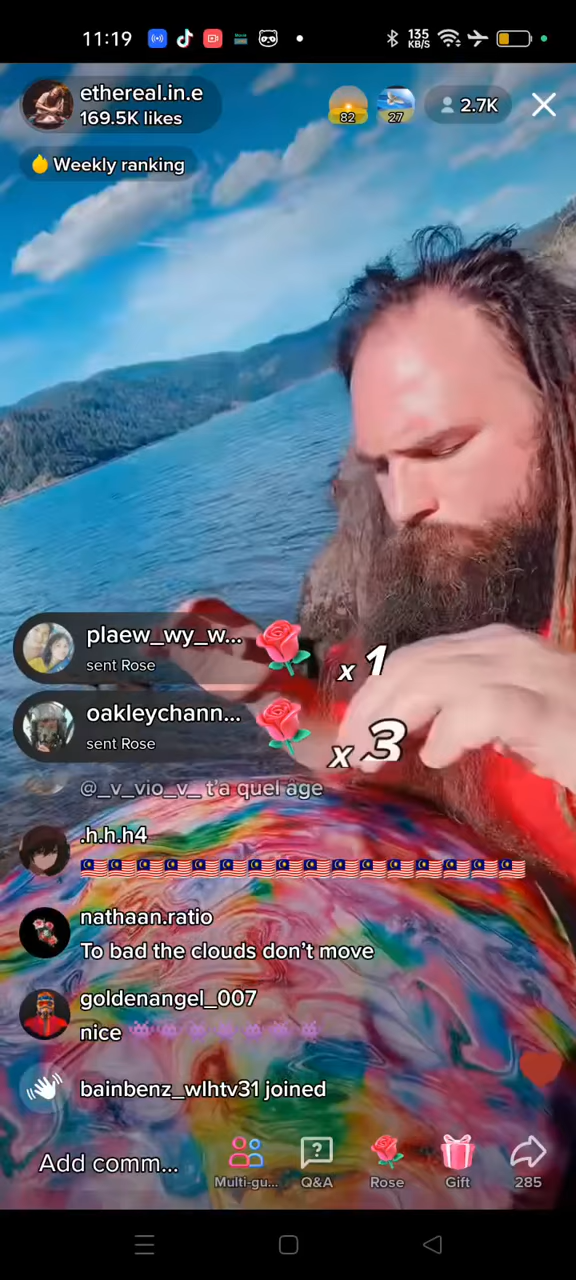 11:19
135
KB/S
ethereal.in.e
169.5K likes
82
27
2.7K
Weekly ranking
plaew_wy_w...
sent Rose
x 1
oakleychann...
sent Rose
x 3
@_v_vio_v_ t'a quel âge
.h.h.h4
nathaan.ratio
To bad the clouds don't move
goldenangel_007
nice
bainbenz_wlhtv31 joined
Add comm...
Multi-gu...
Q&A
Rose
Gift
285